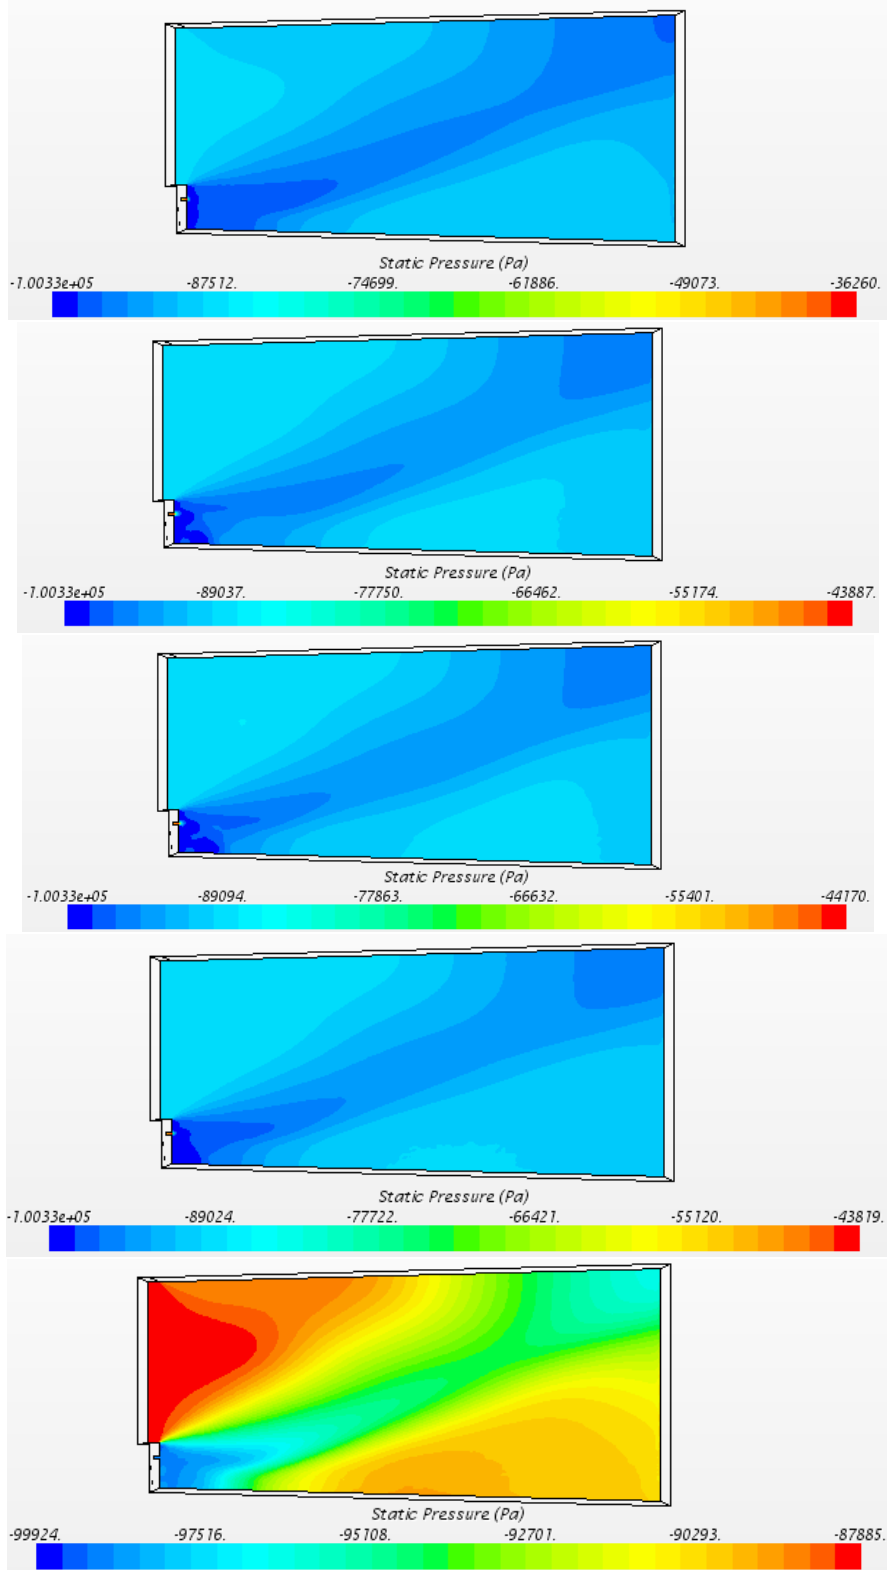 Static Pressure (Pa)
-1.0033e+05 -87512. -74699. -61886. -49073. -36260.
Static Pressure (Pa)
-1.0033e+05 -89037. -77750. -66462. -55174. -43887.
Static Pressure (Pa)
-1.0033e+05 -89094. -77863. -66632. -55401. -44170.
Static Pressure (Pa)
-1.0033e+05 -89024. -77722. -66421. -55120. -43819.
Static Pressure (Pa)
-99924. -97516. -95108. -92701. -90293. -87885.